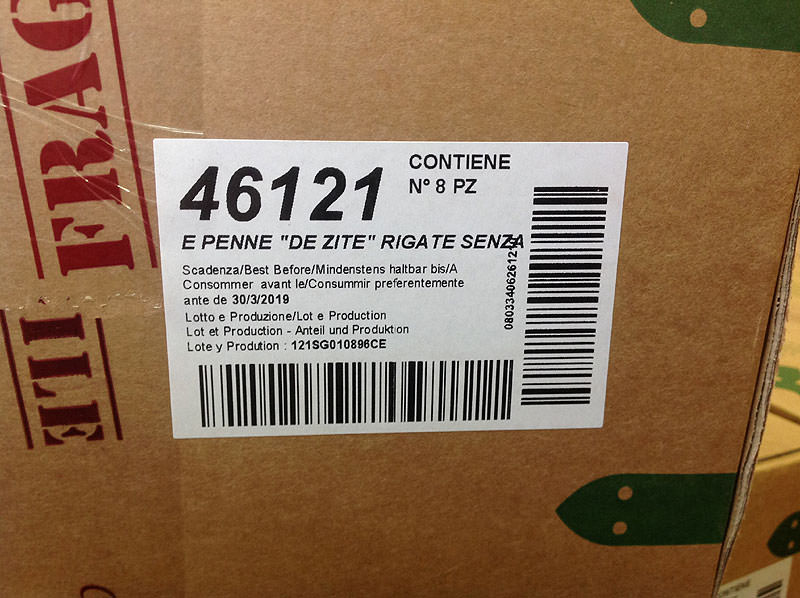 FRAG
ILE
46121
CONTIENE
N° 8 PZ
E PENNE "DE ZITE" RIGATE SENZA
Scadenza/Best Before/Mindenstens haltbar bis/A
Consommer avant le/Consummir preferentemente
ante de 30/3/2019
Lotto e Produzione/Lot e Production
Lot et Production - Anteil und Produktion
Lote y Prodution : 121SG010896CE